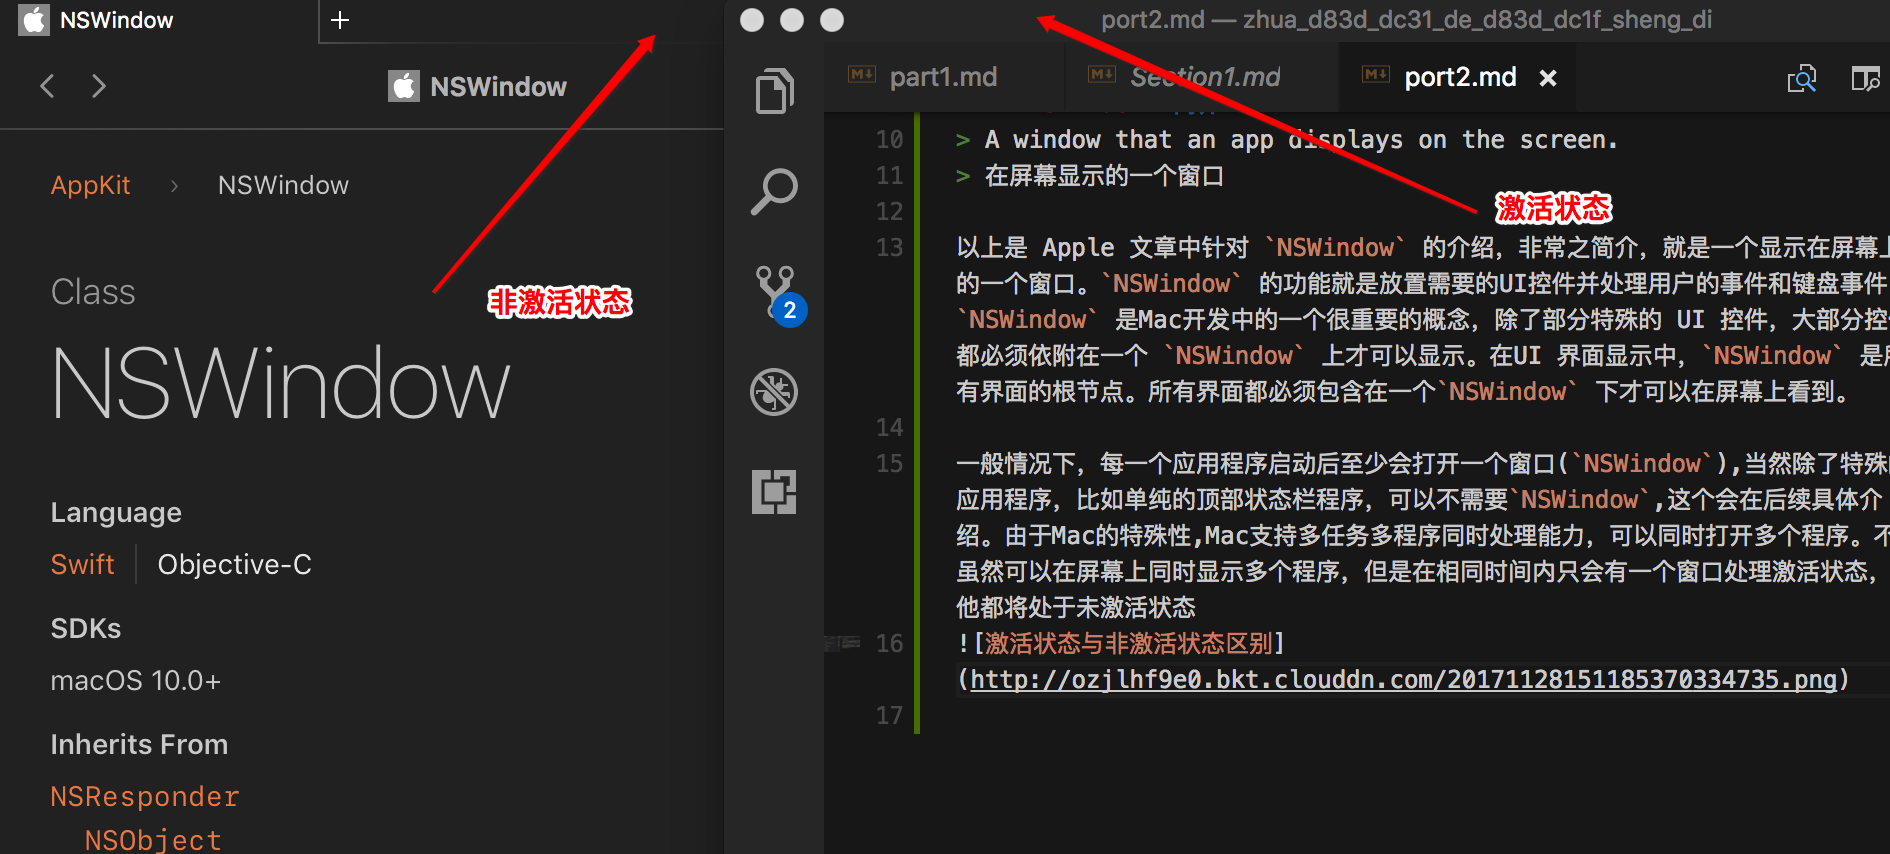 NSWindow
NSWindow
AppKit › NSWindow
Class
NSWindow
Language
Swift Objective-C
SDKs
macOS 10.0+
Inherits From
NSResponder
NSObject
非激活状态
port2.md — zhua_d83d_dc31_de_d83d_dc1f_sheng_di
part1.md Section1.md port2.md ×
激活状态
2
10 > A window that an app displays on the screen.
11 > 在屏幕显示的一个窗口
12
13 以上是 Apple 文章中针对 `NSWindow` 的介绍，非常之简介，就是一个显示在屏幕上
的一个窗口。`NSWindow` 的功能就是放置需要的UI控件并处理用户的事件和键盘事件
`NSWindow` 是Mac开发中的一个很重要的概念，除了部分特殊的 UI 控件，大部分控件
都必须依附在一个 `NSWindow` 上才可以显示。在UI 界面显示中，`NSWindow` 是所
有界面的根节点。所有界面都必须包含在一个`NSWindow` 下才可以在屏幕上看到。
14
15 一般情况下，每一个应用程序启动后至少会打开一个窗口(`NSWindow`),当然除了特殊的
应用程序，比如单纯的顶部状态栏程序，可以不需要`NSWindow`,这个会在后续具体介
绍。由于Mac的特殊性,Mac支持多任务多程序同时处理能力，可以同时打开多个程序。不
虽然可以在屏幕上同时显示多个程序，但是在相同时间内只会有一个窗口处理激活状态，
他都将处于未激活状态
16 ![激活状态与非激活状态区别]
(http://ozjlhf9e0.bkt.clouddn.com/20171128151185370334735.png)
17